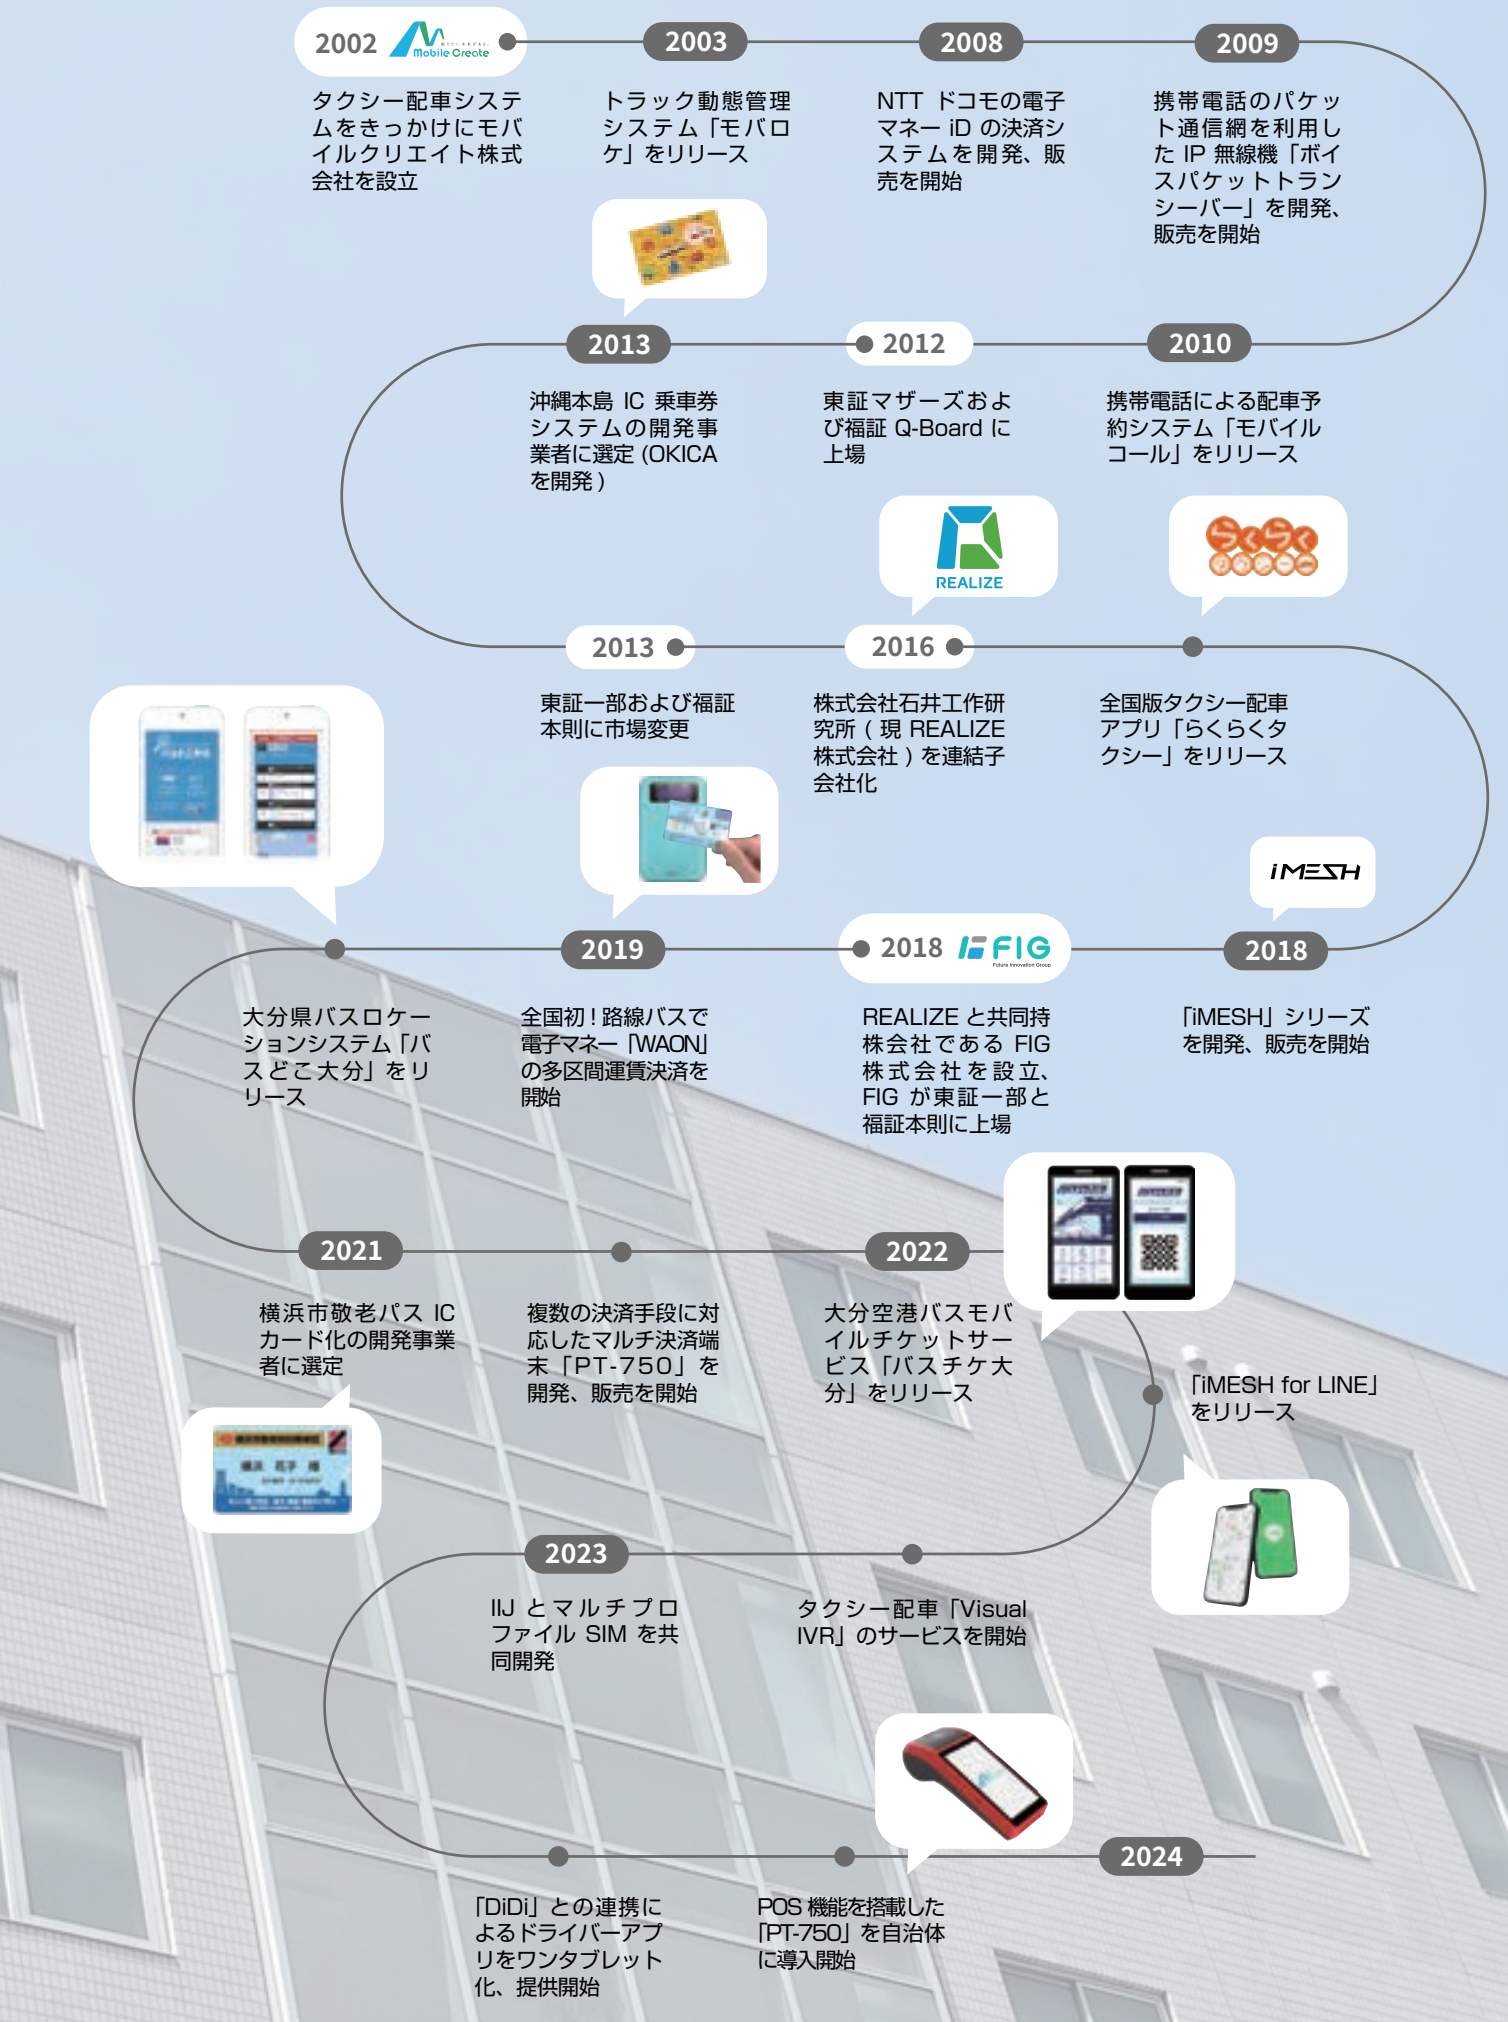 2002
Mobile Create
タクシー配車システ
ムをきっかけにモバ
イルクリエイト株式
会社を設立
2003
トラック動態管理
システム「モバロ
ケ」をリリース
2008
NTT ドコモの電子
マネー iD の決済シ
ステムを開発、販
売を開始
2009
携帯電話のパケッ
ト通信網を利用し
た IP 無線機「ボイ
スパケットトラン
シーバー」を開発、
販売を開始
2010
携帯電話による配車予
約システム「モバイル
コール」をリリース
2012
東証マザーズおよ
び福証 Q-Board に
上場
2013
沖縄本島 IC 乗車券
システムの開発事
業者に選定 (OKICA
を開発 )
2013
東証一部および福証
本則に市場変更
REALIZE
2016
株式会社石井工作研
究所 ( 現 REALIZE
株式会社 ) を連結子
会社化
らくらく
全国版タクシー配車
アプリ「らくらくタ
クシー」をリリース
iMESH
2018
「iMESH」シリーズ
を開発、販売を開始
2018
FIG
Future Innovation Group
REALIZE と共同持
株会社である FIG
株式会社を設立、
FIG が東証一部と
福証本則に上場
2019
全国初！路線バスで
電子マネー「WAON」
の多区間運賃決済を
開始
大分県バスロケー
ションシステム「バ
スどこ大分」をリ
リース
2021
横浜市敬老パス IC
カード化の開発事業
者に選定
複数の決済手段に対
応したマルチ決済端
末「PT-750」を
開発、販売を開始
2022
大分空港バスモバ
イルチケットサー
ビス「バスチケ大
分」をリリース
「iMESH for LINE」
をリリース
タクシー配車「Visual
IVR」のサービスを開始
2023
IIJ とマルチプロ
ファイル SIM を共
同開発
「DiDi」との連携に
よるドライバーアプ
リをワンタブレット
化、提供開始
POS 機能を搭載した
「PT-750」を自治体
に導入開始
2024